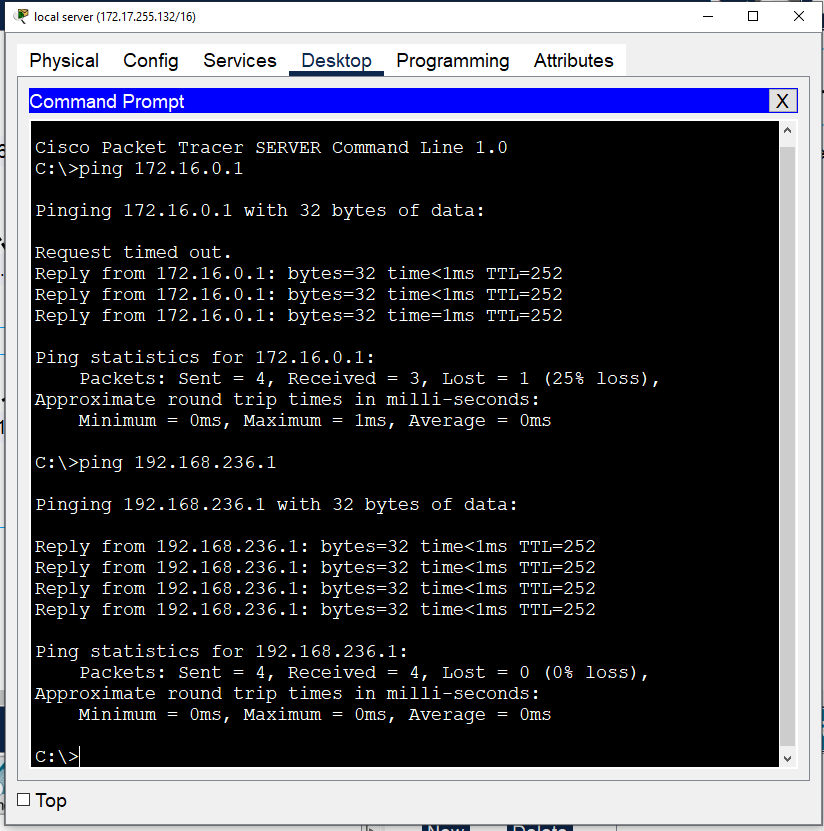 local server (172.17.255.132/16)
Physical Config Services Desktop Programming Attributes
Command Prompt X
Cisco Packet Tracer SERVER Command Line 1.0
C:\>ping 172.16.0.1
Pinging 172.16.0.1 with 32 bytes of data:
Request timed out.
Reply from 172.16.0.1: bytes=32 time<1ms TTL=252
Reply from 172.16.0.1: bytes=32 time<1ms TTL=252
Reply from 172.16.0.1: bytes=32 time=1ms TTL=252
Ping statistics for 172.16.0.1:
Packets: Sent = 4, Received = 3, Lost = 1 (25% loss),
Approximate round trip times in milli-seconds:
Minimum = 0ms, Maximum = 1ms, Average = 0ms
C:\>ping 192.168.236.1
Pinging 192.168.236.1 with 32 bytes of data:
Reply from 192.168.236.1: bytes=32 time<1ms TTL=252
Reply from 192.168.236.1: bytes=32 time<1ms TTL=252
Reply from 192.168.236.1: bytes=32 time<1ms TTL=252
Reply from 192.168.236.1: bytes=32 time<1ms TTL=252
Ping statistics for 192.168.236.1:
Packets: Sent = 4, Received = 4, Lost = 0 (0% loss),
Approximate round trip times in milli-seconds:
Minimum = 0ms, Maximum = 0ms, Average = 0ms
C:\>
Top
New Delete